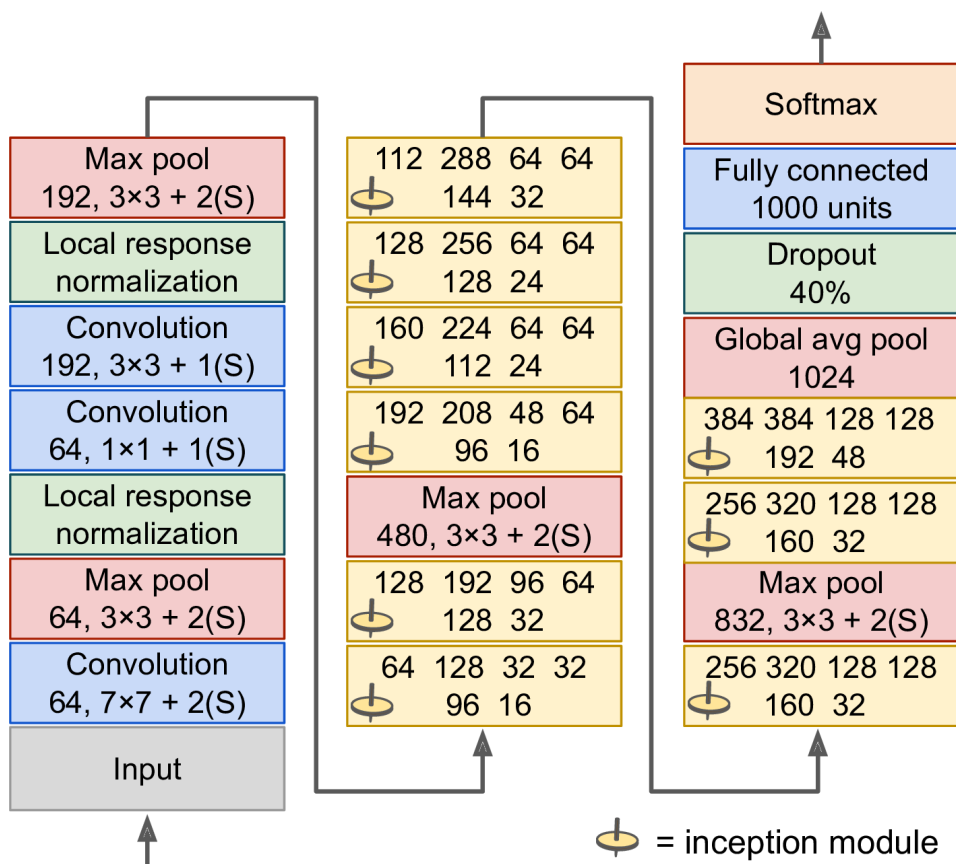 Max pool
192, 3×3 + 2(S)
Local response
normalization
Convolution
192, 3×3 + 1(S)
Convolution
64, 1×1 + 1(S)
Local response
normalization
Max pool
64, 3×3 + 2(S)
Convolution
64, 7×7 + 2(S)
Input
112 288 64 64
144 32
128 256 64 64
128 24
160 224 64 64
112 24
192 208 48 64
96 16
Max pool
480, 3×3 + 2(S)
128 192 96 64
128 32
64 128 32 32
96 16
Softmax
Fully connected
1000 units
Dropout
40%
Global avg pool
1024
384 384 128 128
192 48
256 320 128 128
160 32
Max pool
832, 3×3 + 2(S)
256 320 128 128
160 32
= inception module